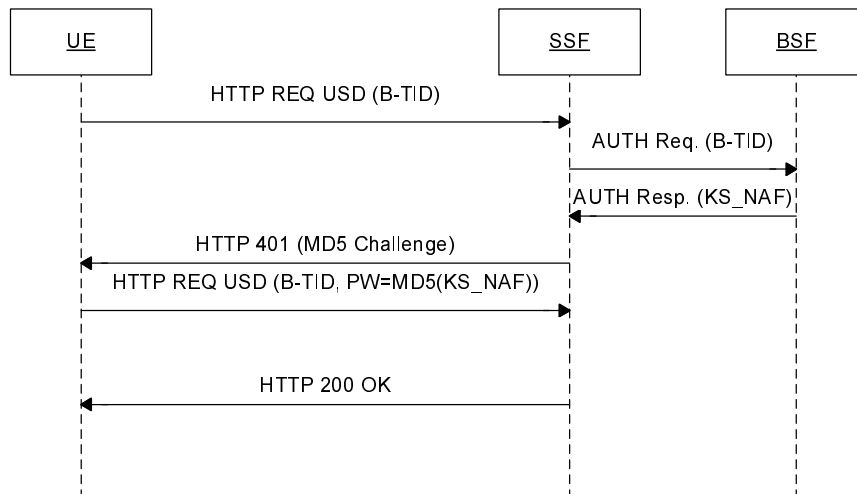 UE
SSF
BSF
HTTP REQ USD (B-TID)
AUTH Req. (B-TID)
AUTH Resp. (KS_NAF)
HTTP 401 (MD5 Challenge)
HTTP REQ USD (B-TID, PW=MD5(KS_NAF))
HTTP 200 OK